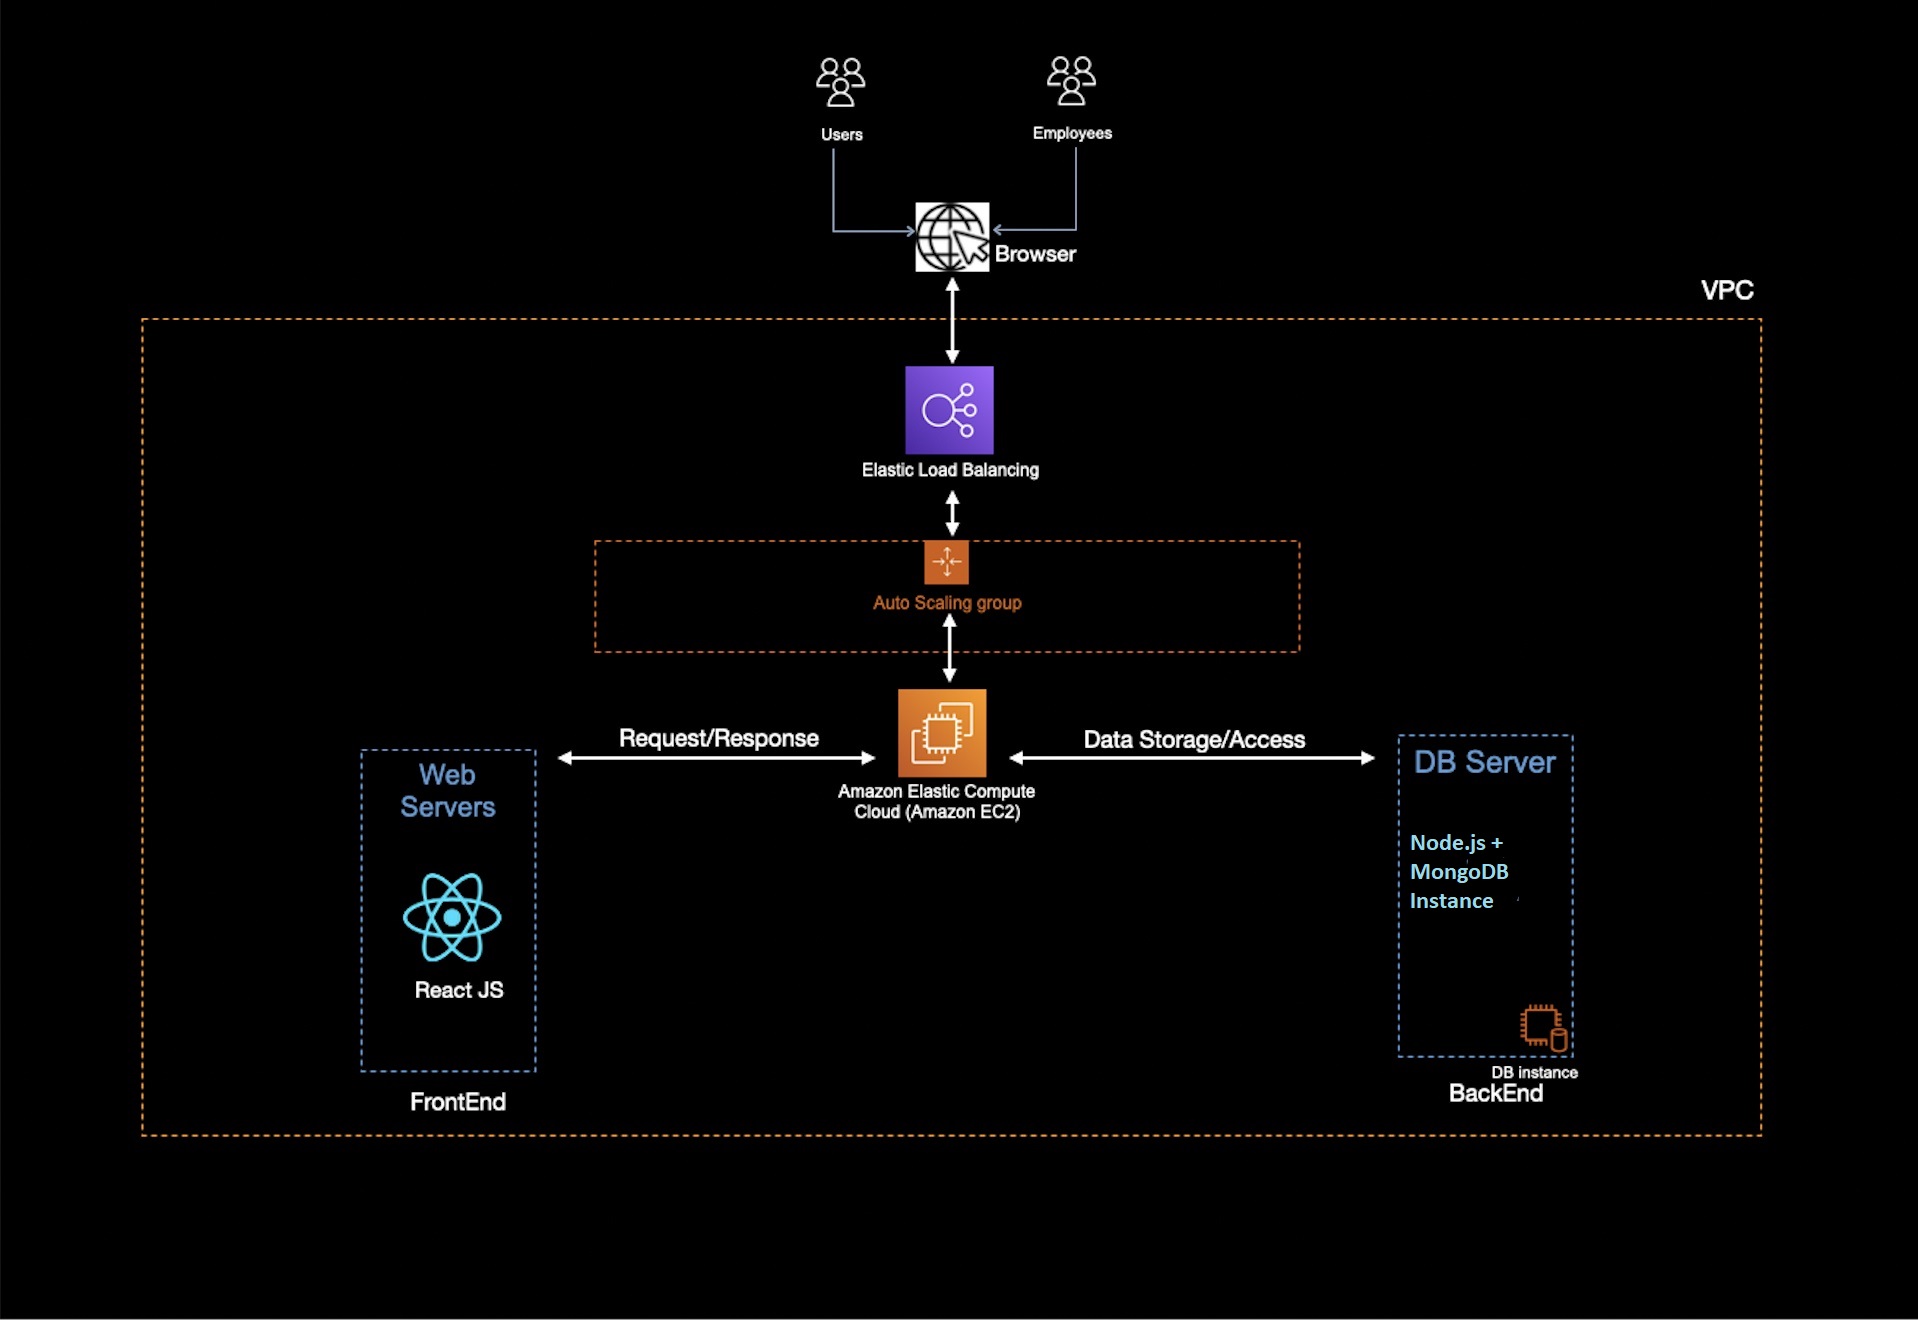 Users
Employees
Browser
VPC
Elastic Load Balancing
Auto Scaling group
Request/Response
Data Storage/Access
Amazon Elastic Compute
Cloud (Amazon EC2)
Web
Servers
React JS
FrontEnd
DB Server
Node.js +
MongoDB
Instance
DB instance
BackEnd